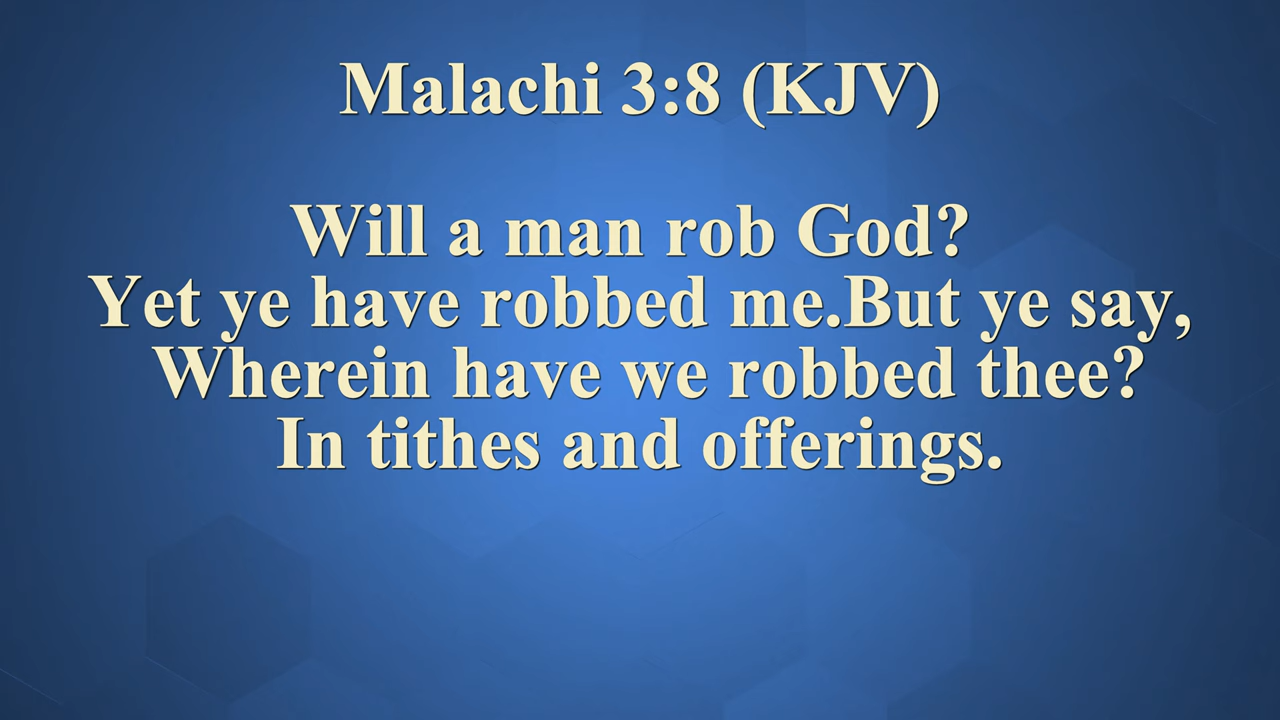 Malachi 3:8 (KJV)
Will a man rob God?
Yet ye have robbed me.But ye say,
Wherein have we robbed thee?
In tithes and offerings.